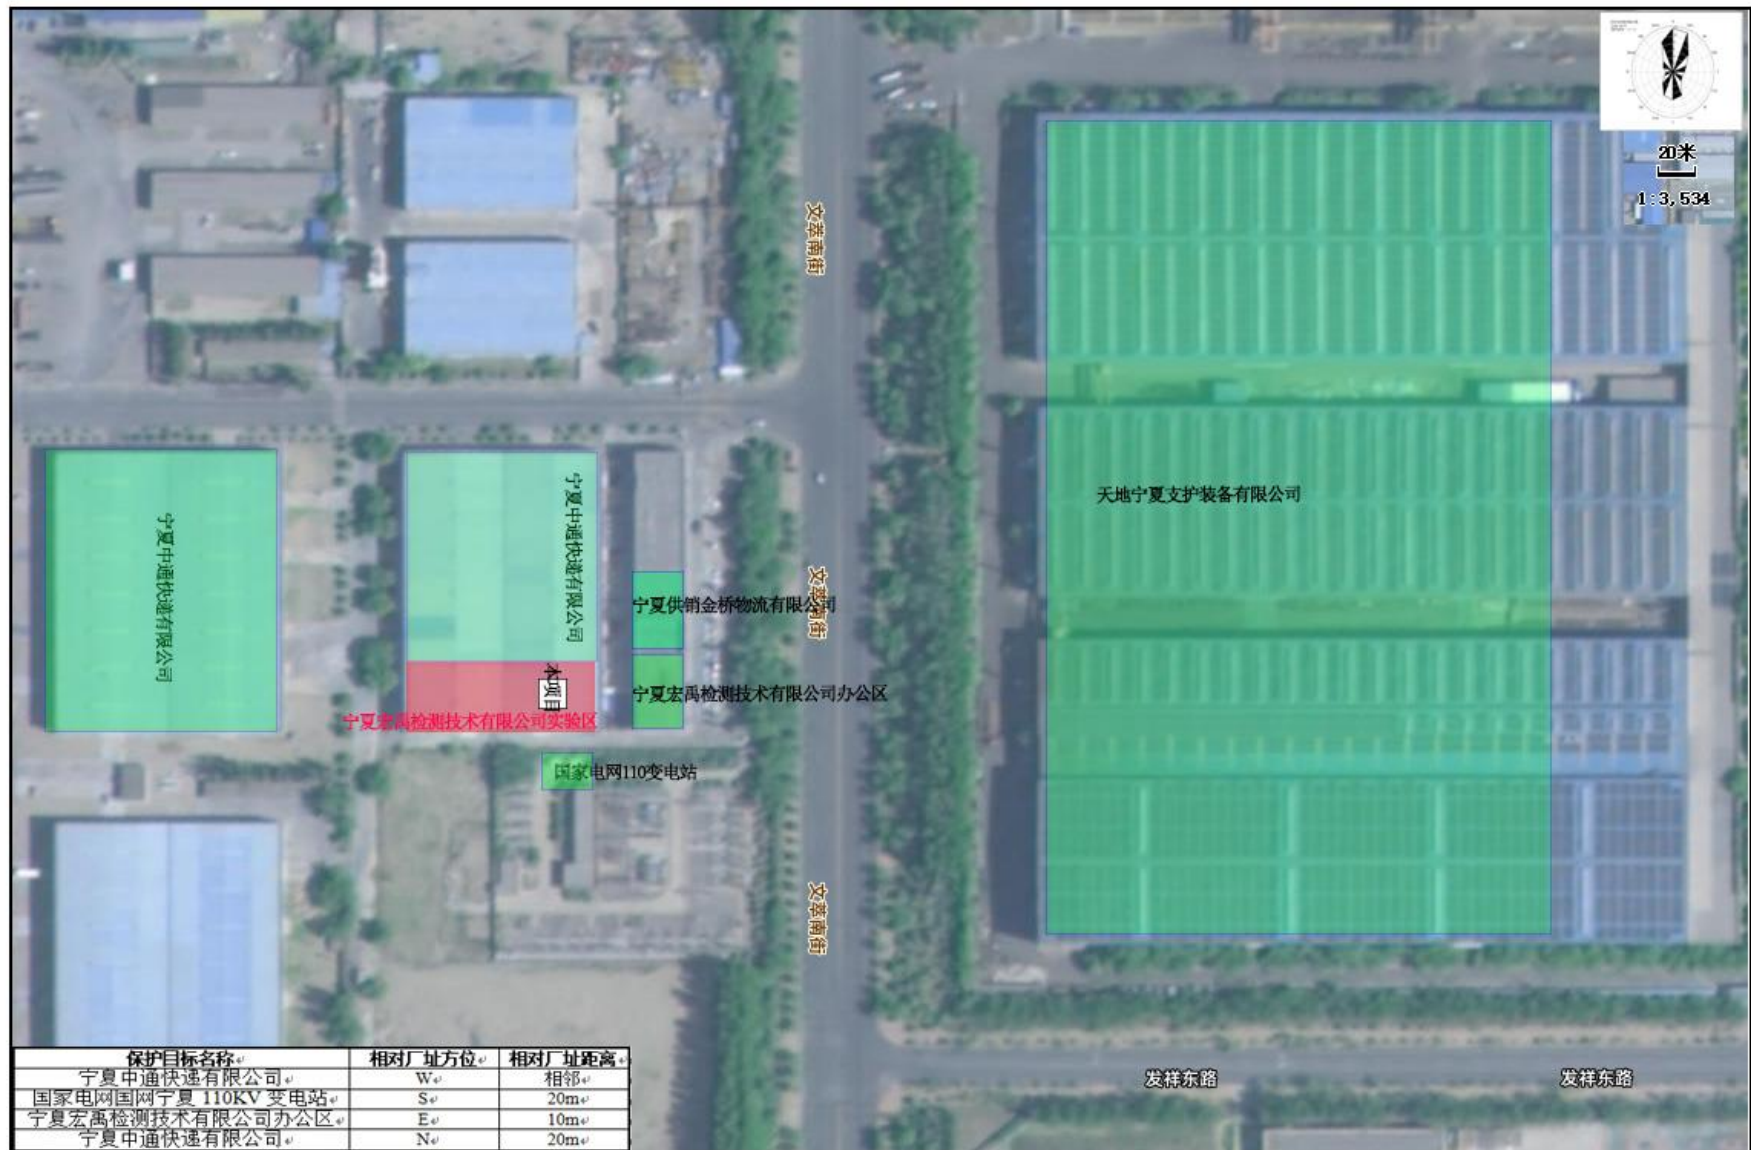 20米
1:3,534
文萃南街
天地宁夏支护装备有限公司
宁夏中通快递有限公司
宁夏中通快递有限公司
文萃南街
宁夏供销金桥物流有限公司
本项目
宁夏宏禹检测技术有限公司办公区
宁夏宏禹检测技术有限公司实验区
国家电网110变电站
文萃南街
保护目标名称 相对厂址方位 相对厂址距离
宁夏中通快递有限公司 W 相邻
国家电网国网宁夏 110KV 变电站 S 20m
宁夏宏禹检测技术有限公司办公区 E 10m
宁夏中通快递有限公司 N 20m
发祥东路
发祥东路